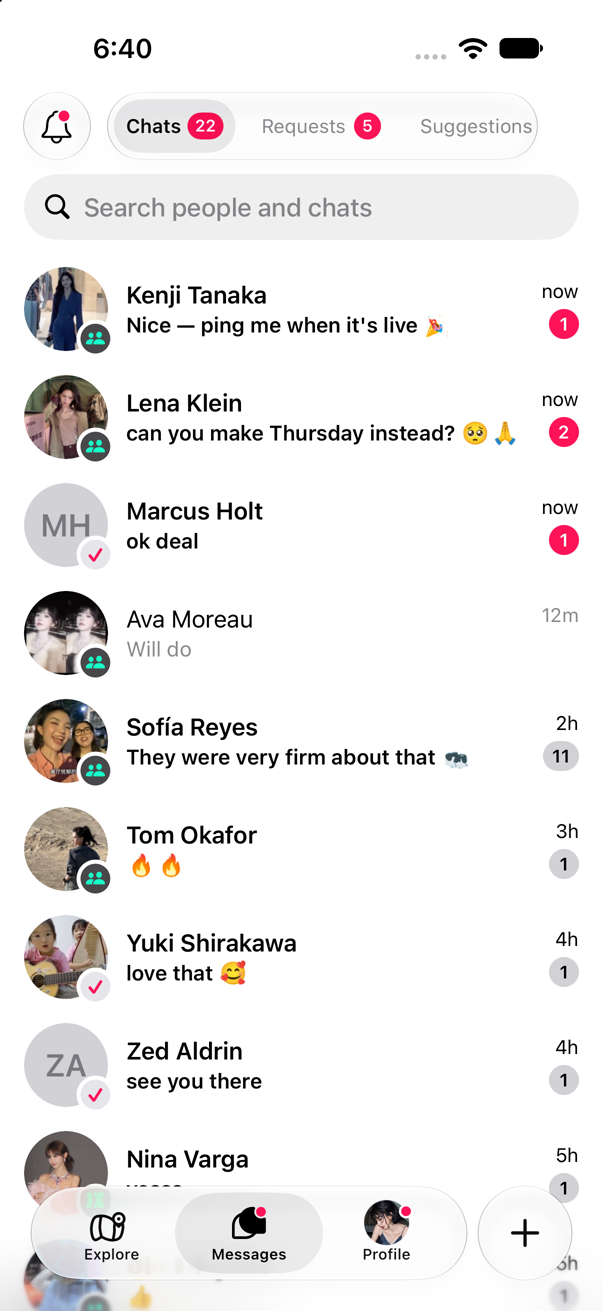 6:40
Chats 22 Requests 5 Suggestions
Search people and chats
Kenji Tanaka now
Nice — ping me when it's live 🎉 1
Lena Klein now
can you make Thursday instead? 🥺 🙏 2
MH
Marcus Holt now
ok deal 1
Ava Moreau 12m
Will do
Sofía Reyes 2h
They were very firm about that 11
Tom Okafor 3h
🔥 🔥 1
Yuki Shirakawa 4h
love that 🥰 1
ZA
Zed Aldrin 4h
see you there 1
Nina Varga 5h
1
Explore Messages Profile
👍 1